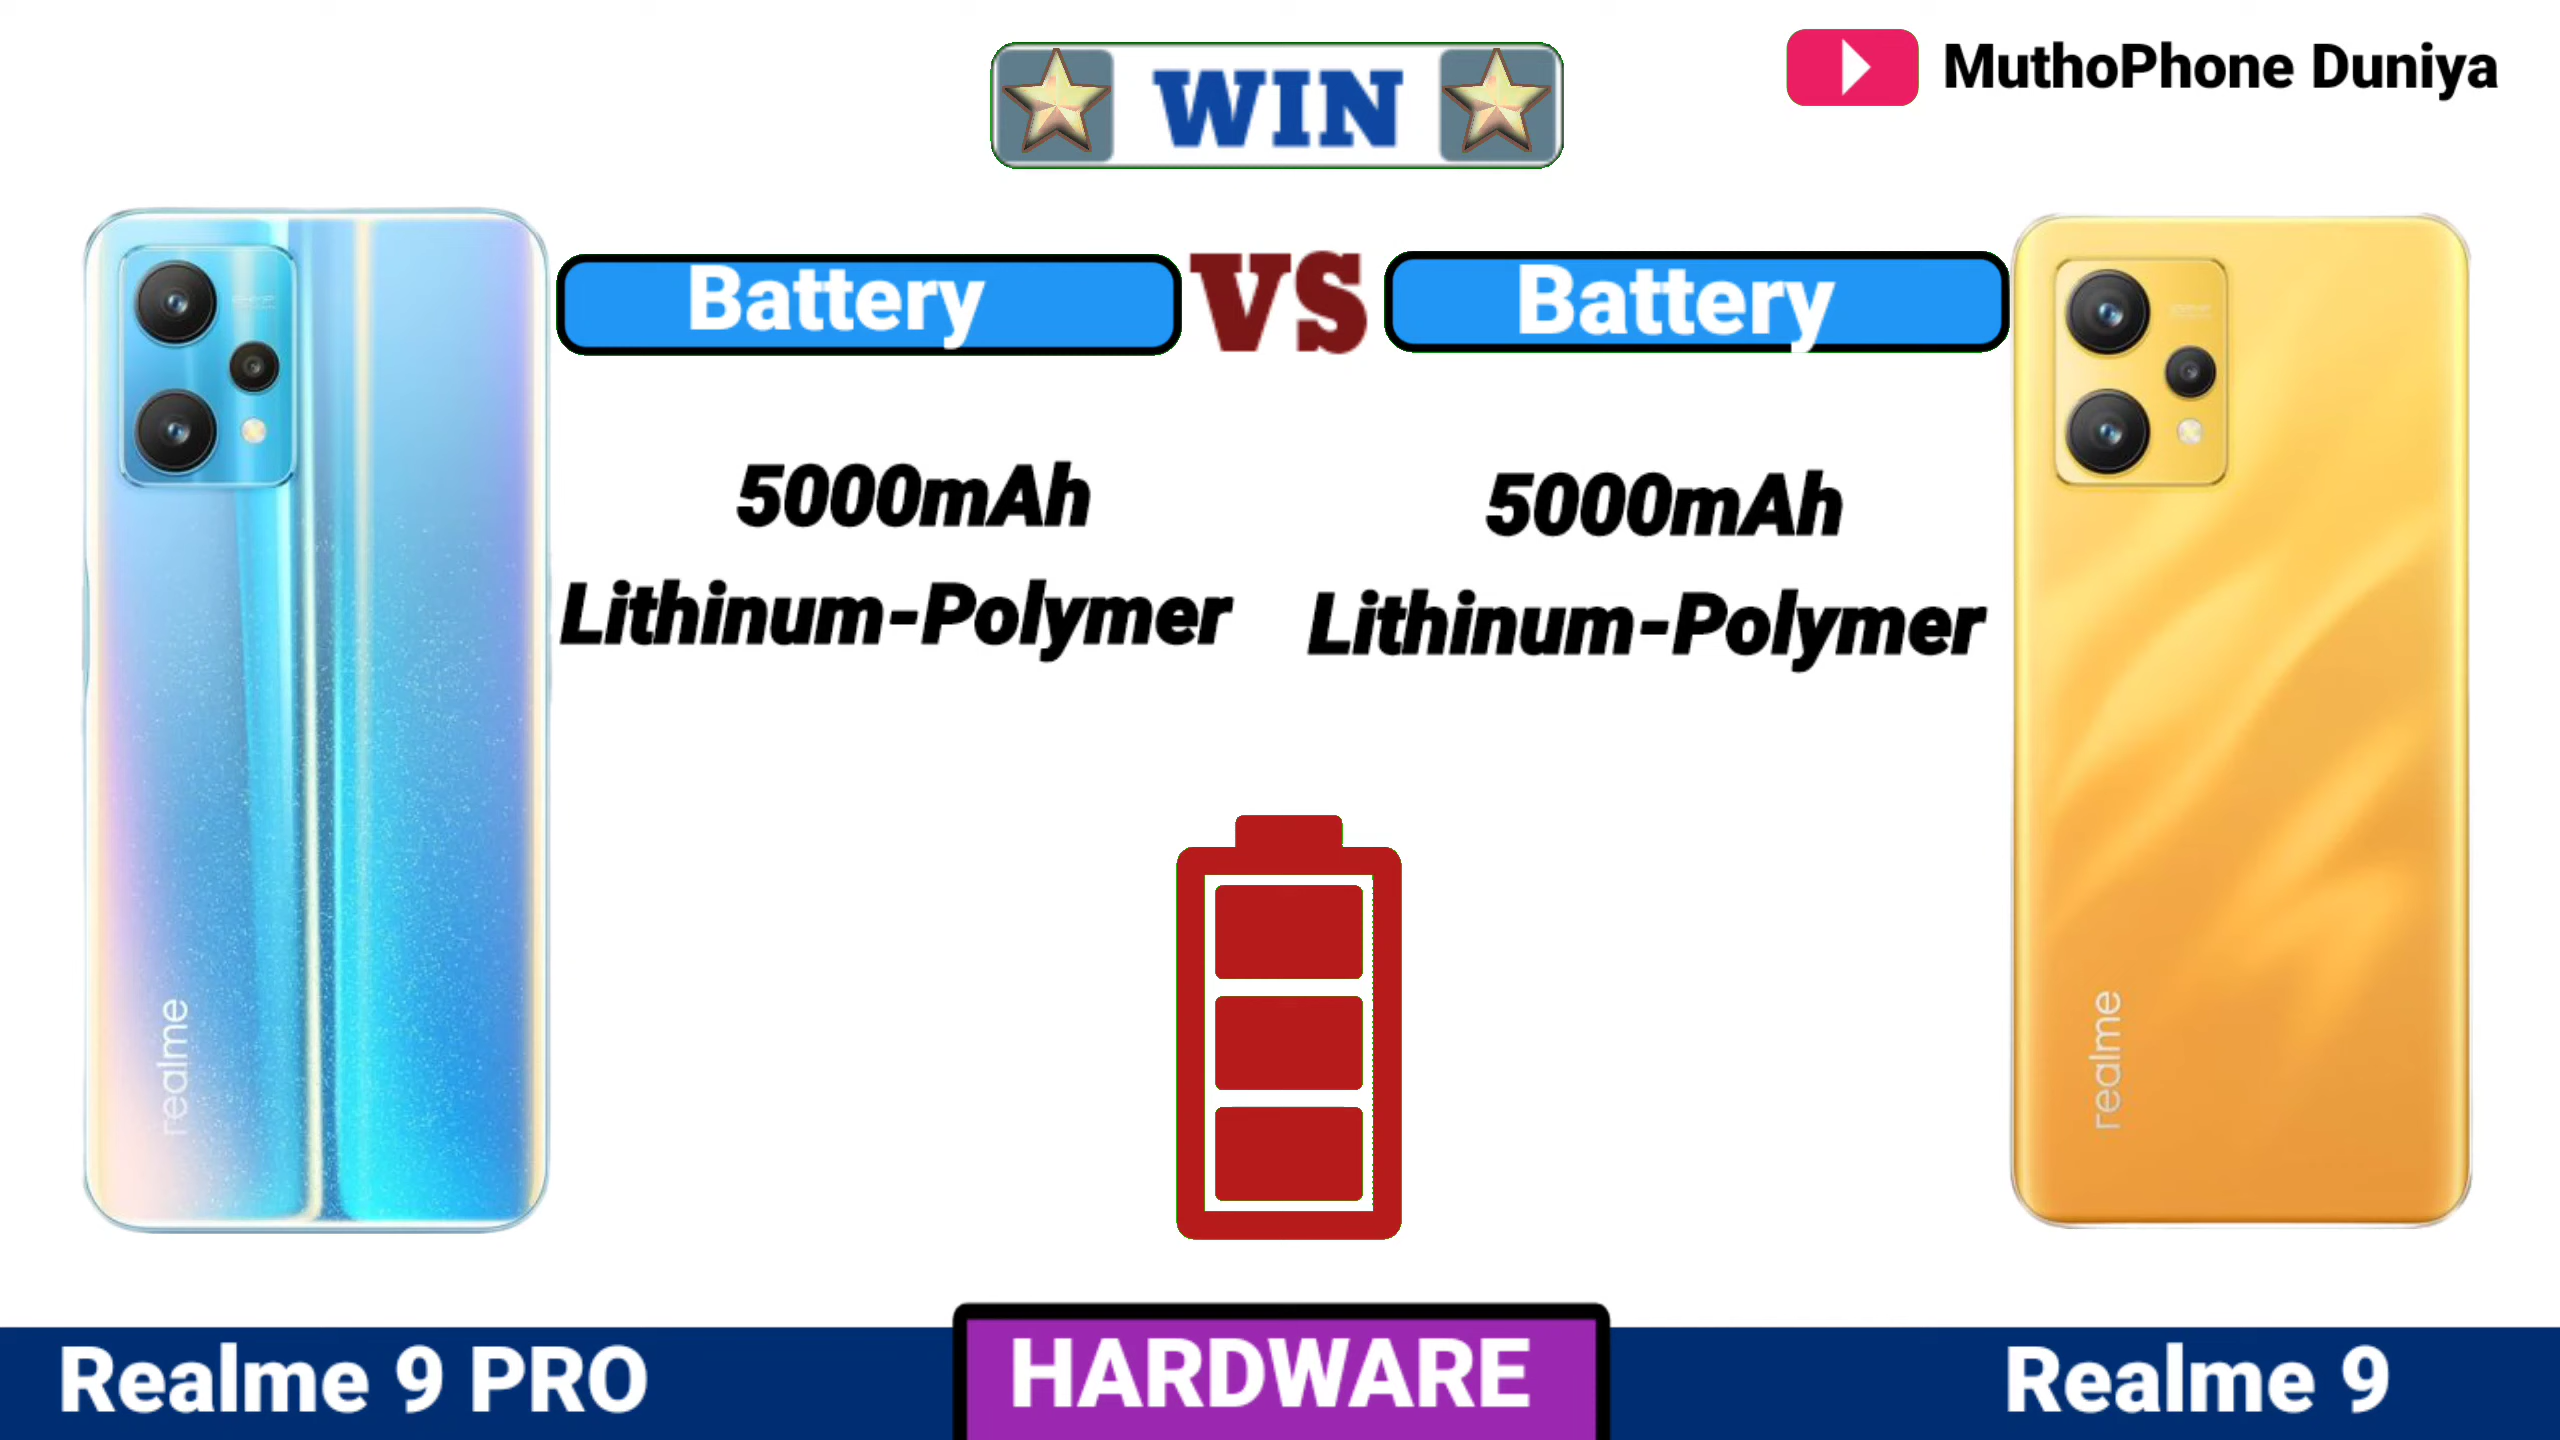 WIN
MuthoPhone Duniya
Battery VS Battery
5000mAh
Lithinum-Polymer
5000mAh
Lithinum-Polymer
realme
realme
Realme 9 PRO
HARDWARE
Realme 9